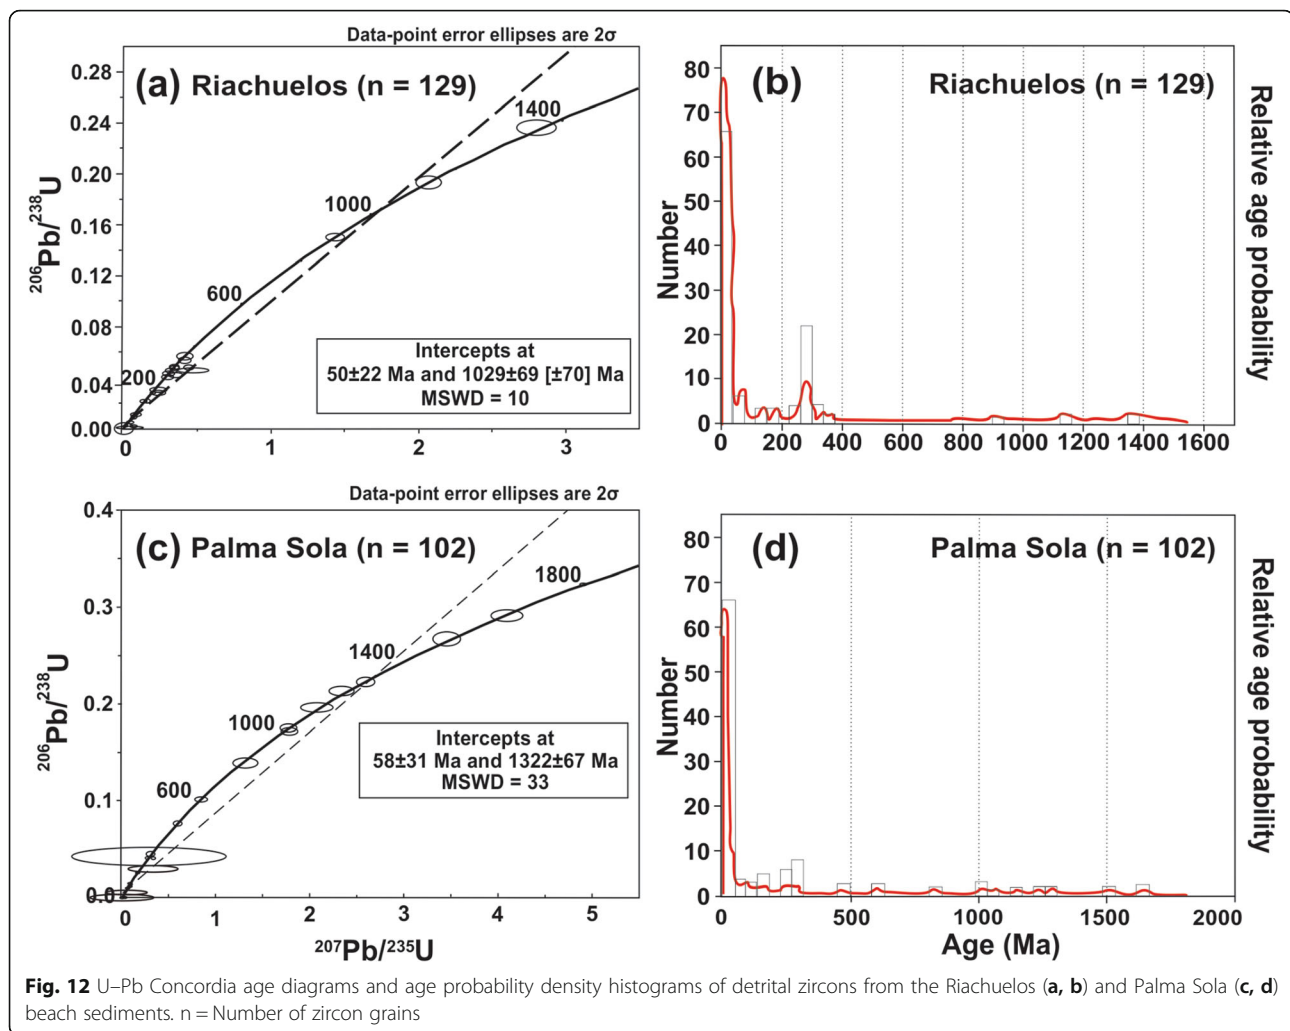 Data-point error ellipses are 2σ
(a) Riachuelos (n = 129)
0.28
0.24
0.20
0.16
0.12
0.08
0.04
0.00
²⁰⁶Pb/²³⁸U
1400
1000
600
200
Intercepts at
50±22 Ma and 1029±69 [±70] Ma
MSWD = 10
0 1 2 3
(b) Riachuelos (n = 129)
80
70
60
50
40
30
20
10
0
Number
Relative age probability
0 200 400 600 800 1000 1200 1400 1600
Data-point error ellipses are 2σ
(c) Palma Sola (n = 102)
0.4
0.3
0.2
0.1
0.0
²⁰⁶Pb/²³⁸U
1800
1400
1000
600
Intercepts at
58±31 Ma and 1322±67 Ma
MSWD = 33
0 1 2 3 4 5
²⁰⁷Pb/²³⁵U
(d) Palma Sola (n = 102)
80
70
60
50
40
30
20
10
0
Number
Relative age probability
0 500 1000 1500 2000
Age (Ma)
Fig. 12 U–Pb Concordia age diagrams and age probability density histograms of detrital zircons from the Riachuelos (a, b) and Palma Sola (c, d)
beach sediments. n = Number of zircon grains